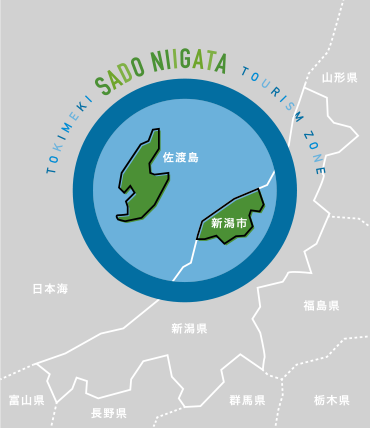 TOKIMEKI SADO NIIGATA TOURISM ZONE
山形県
佐渡島
新潟市
日本海
福島県
新潟県
富山県
長野県
群馬県
栃木県